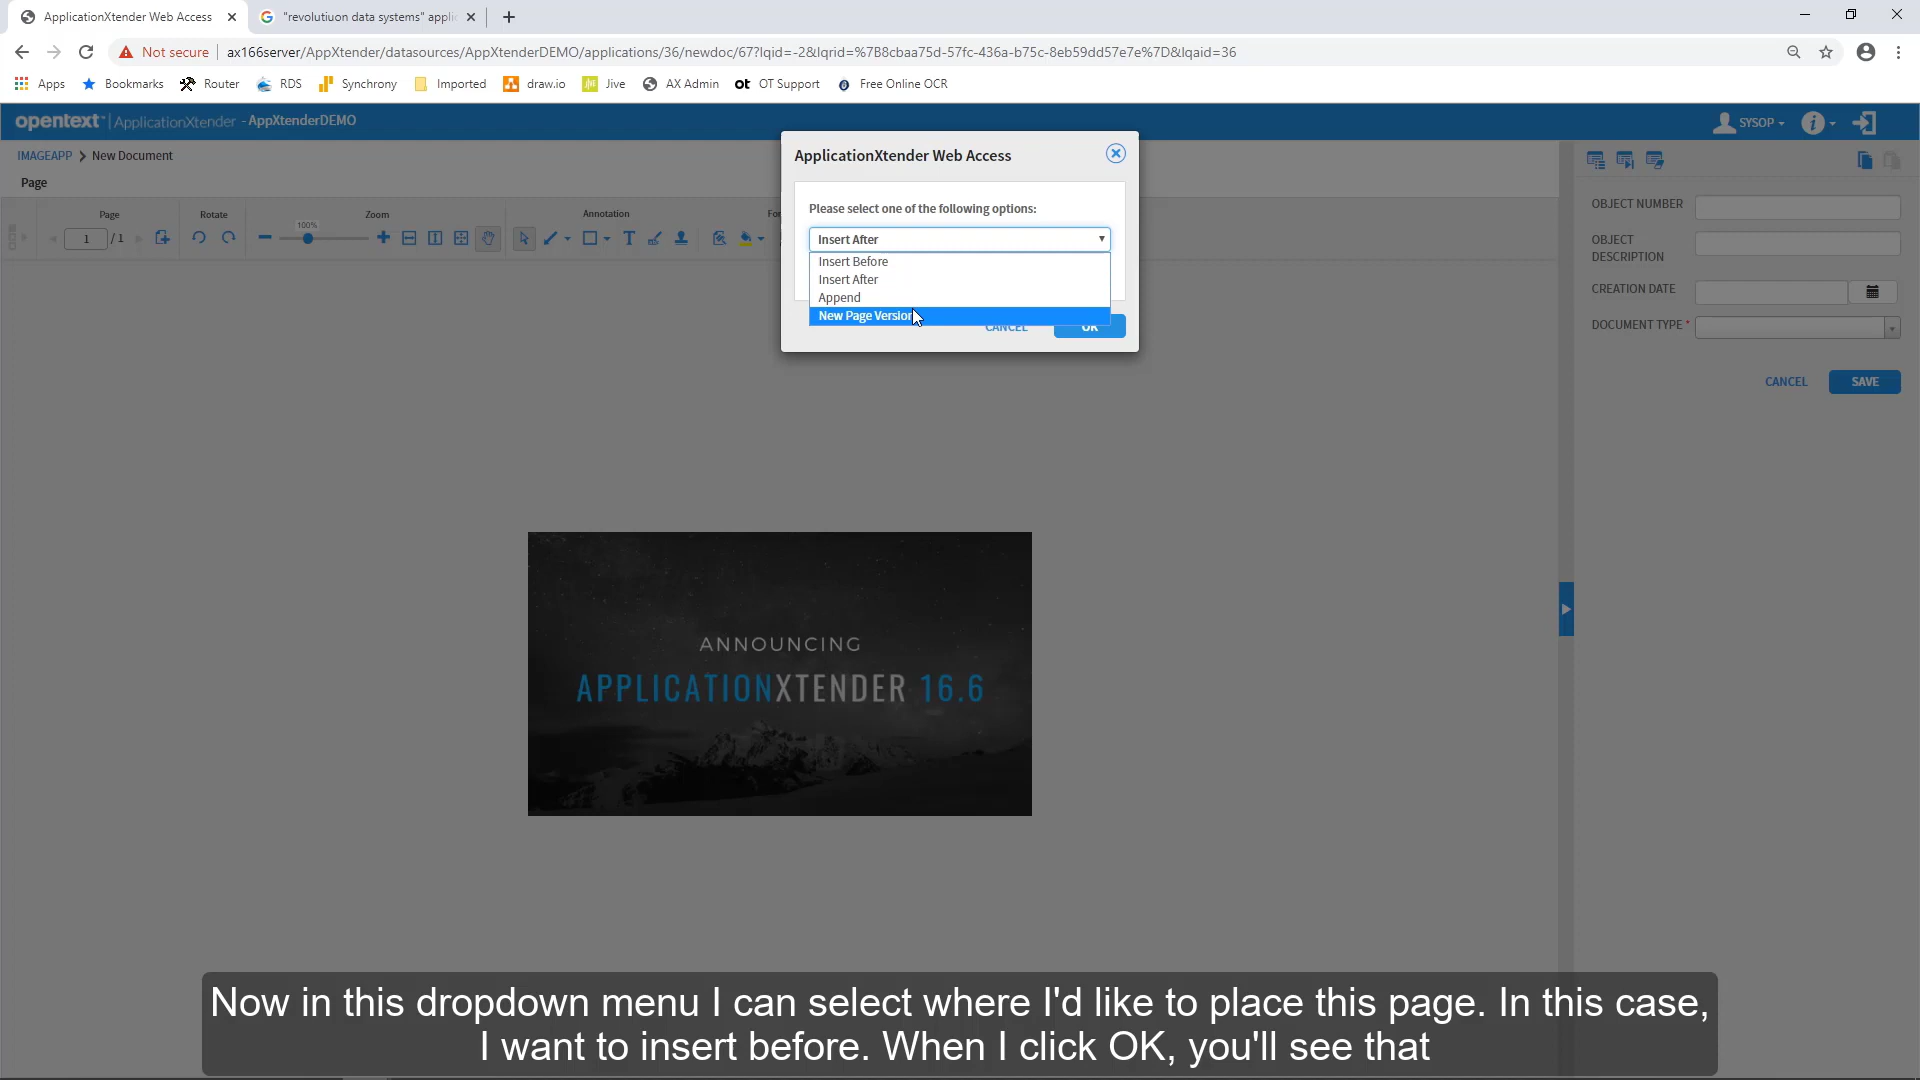 ApplicationXtender Web Access
"revolutiuon data systems" applic
Not secure
ax166server/AppXtender/datasources/AppXtenderDEMO/applications/36/newdoc/67?lqid=-2&lqrid=%7B8cbaa75d-57fc-436a-b75c-8eb59dd57e7e%7D&lqaid=36
Apps Bookmarks Router RDS Synchrony Imported draw.io Jive AX Admin OT Support Free Online OCR
opentext™ | ApplicationXtender - AppXtenderDEMO
SYSOP
IMAGEAPP > New Document
Page
Page Rotate Zoom Annotation For
100%
1 /1
ApplicationXtender Web Access
Please select one of the following options:
Insert After
Insert Before
Insert After
Append
New Page Version
CANCEL OK
OBJECT NUMBER
OBJECT
DESCRIPTION
CREATION DATE
DOCUMENT TYPE *
CANCEL SAVE
ANNOUNCING
APPLICATIONXTENDER 16.6
Now in this dropdown menu I can select where I'd like to place this page. In this case,
I want to insert before. When I click OK, you'll see that